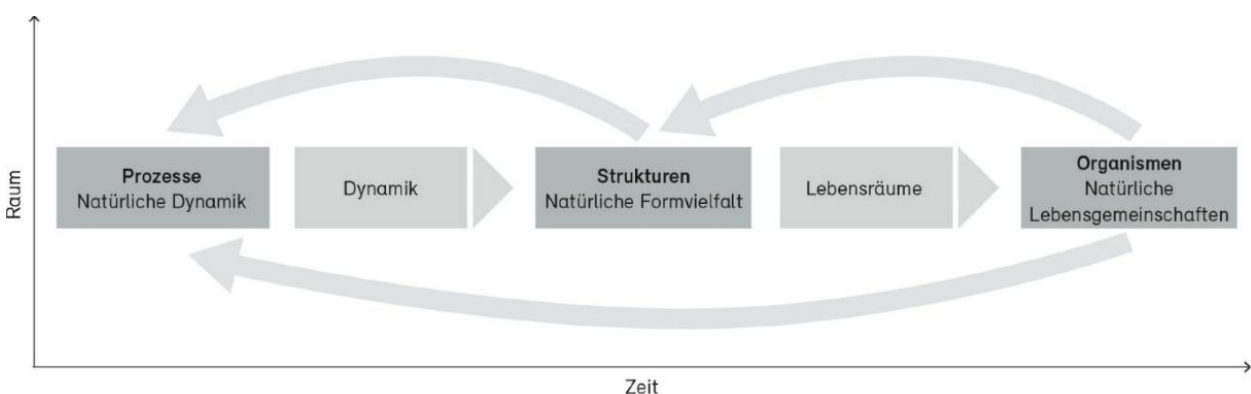 Raum
Prozesse
Natürliche Dynamik
Dynamik
Strukturen
Natürliche Formvielfalt
Lebensräume
Organismen
Natürliche
Lebensgemeinschaften
Zeit